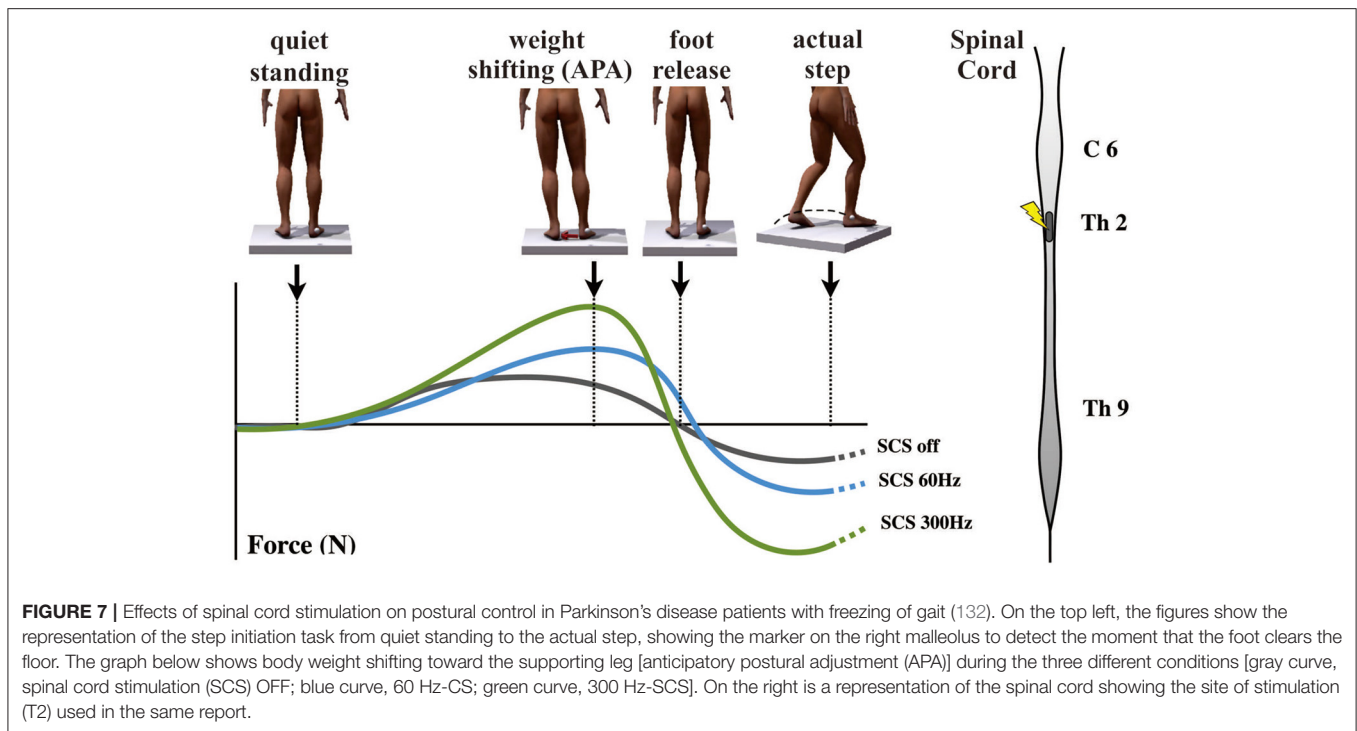 quiet
standing
weight
shifting (APA)
foot
release
actual
step
Spinal
Cord
C 6
Th 2
Th 9
SCS off
SCS 60Hz
SCS 300Hz
Force (N)
FIGURE 7 | Effects of spinal cord stimulation on postural control in Parkinson's disease patients with freezing of gait (132). On the top left, the figures show the
representation of the step initiation task from quiet standing to the actual step, showing the marker on the right malleolus to detect the moment that the foot clears the
floor. The graph below shows body weight shifting toward the supporting leg [anticipatory postural adjustment (APA)] during the three different conditions [gray curve,
spinal cord stimulation (SCS) OFF; blue curve, 60 Hz-CS; green curve, 300 Hz-SCS]. On the right is a representation of the spinal cord showing the site of stimulation
(T2) used in the same report.